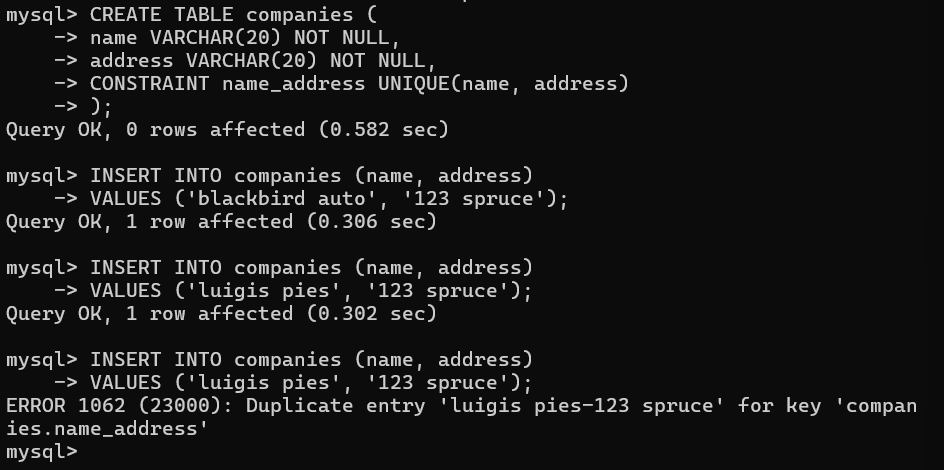 mysql> CREATE TABLE companies (
    -> name VARCHAR(20) NOT NULL,
    -> address VARCHAR(20) NOT NULL,
    -> CONSTRAINT name_address UNIQUE(name, address)
    -> );
Query OK, 0 rows affected (0.582 sec)

mysql> INSERT INTO companies (name, address)
    -> VALUES ('blackbird auto', '123 spruce');
Query OK, 1 row affected (0.306 sec)

mysql> INSERT INTO companies (name, address)
    -> VALUES ('luigis pies', '123 spruce');
Query OK, 1 row affected (0.302 sec)

mysql> INSERT INTO companies (name, address)
    -> VALUES ('luigis pies', '123 spruce');
ERROR 1062 (23000): Duplicate entry 'luigis pies-123 spruce' for key 'compan
ies.name_address'
mysql>